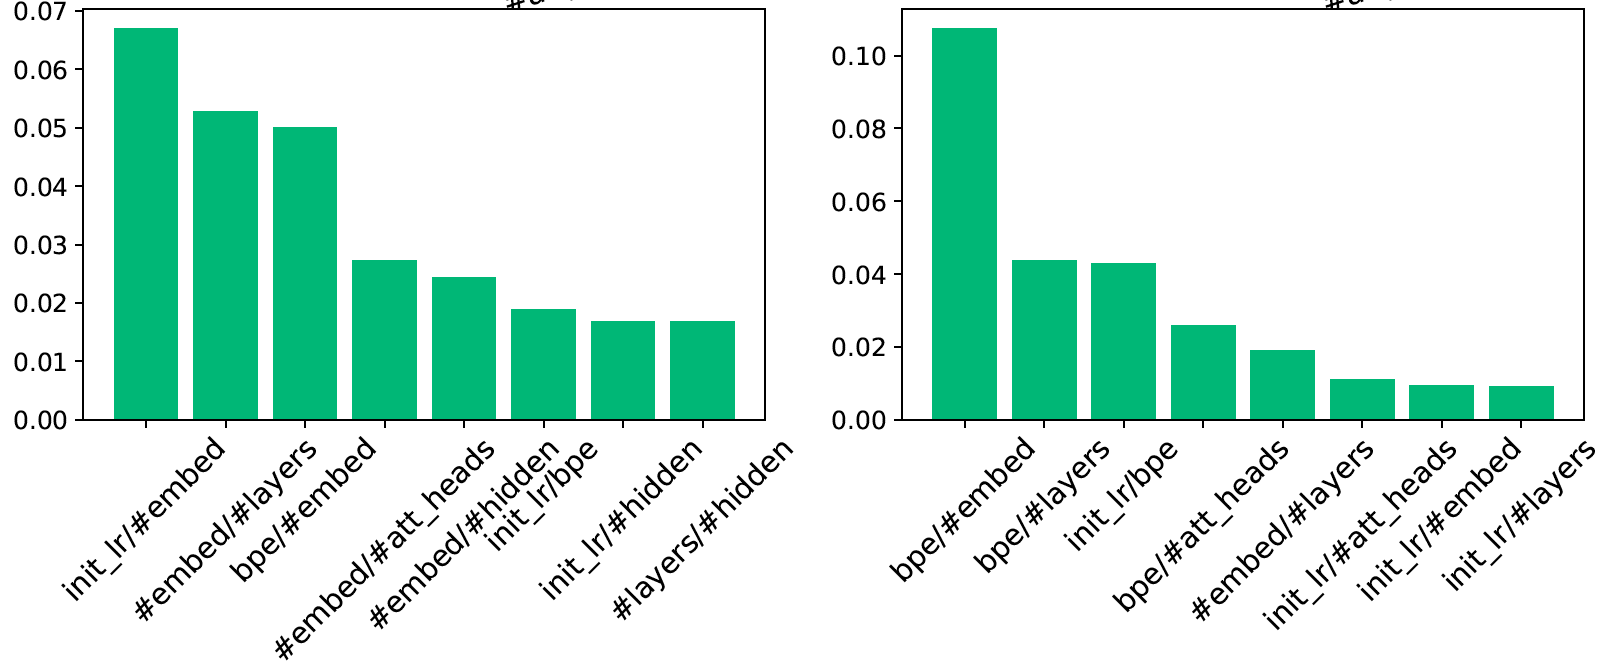 0.07
0.06
0.05
0.04
0.03
0.02
0.01
0.00
init_lr/#embed
#embed/#layers
bpe/#embed
#embed/#att_heads
#embed/#hidden
init_lr/bpe
init_lr/#hidden
#layers/#hidden
0.10
0.08
0.06
0.04
0.02
0.00
bpe/#embed
bpe/#layers
init_lr/bpe
bpe/#att_heads
#embed/#layers
init_lr/#att_heads
init_lr/#embed
init_lr/#layers